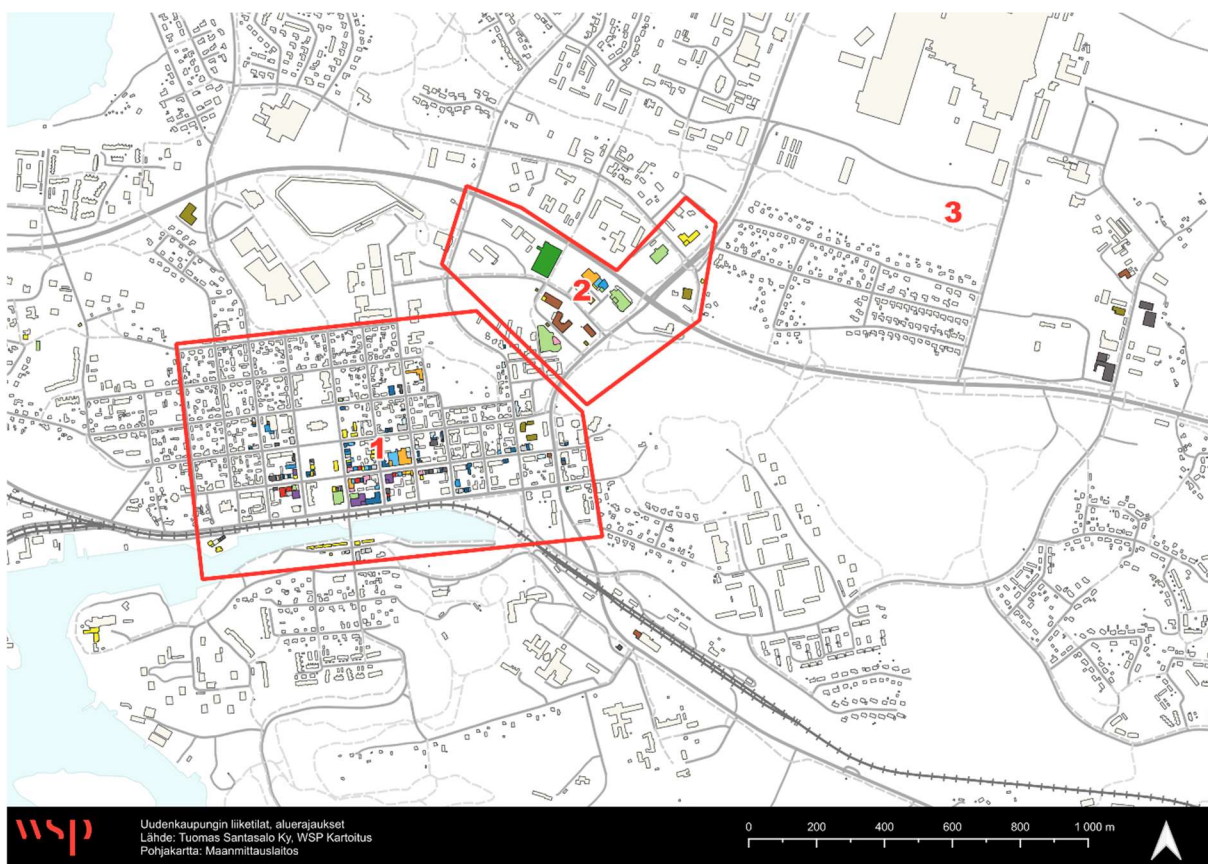 3
2
1
wsp
Uudenkaupungin liiketilat, aluerajaukset
Lähde: Tuomas Santasalo Ky, WSP Kartoitus
Pohjakartta: Maanmittauslaitos
0 200 400 600 800 1 000 m